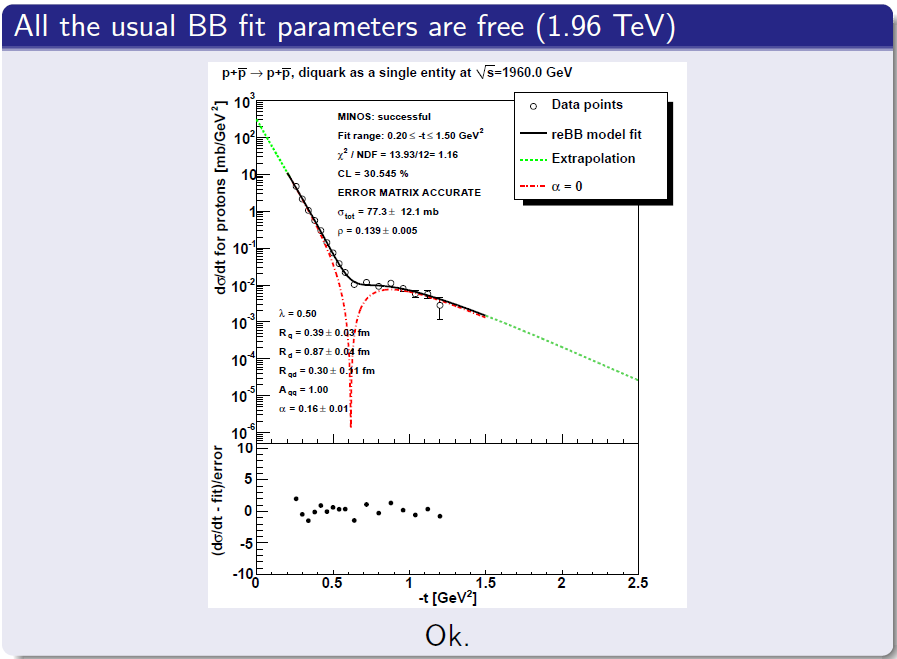 All the usual BB fit parameters are free (1.96 TeV)
p+p̅ → p+p̅, diquark as a single entity at √s=1960.0 GeV
dσ/dt for protons [mb/GeV²]
10³
10²
10
1
10⁻¹
10⁻²
10⁻³
10⁻⁴
10⁻⁵
10⁻⁶
MINOS: successful
Fit range: 0.20 ≤ -t ≤ 1.50 GeV²
χ² / NDF = 13.93/12= 1.16
CL = 30.545 %
ERROR MATRIX ACCURATE
σ_tot = 77.3 ± 12.1 mb
ρ = 0.139 ± 0.005
Data points
reBB model fit
Extrapolation
α = 0
λ = 0.50
R_q = 0.39 ± 0.03 fm
R_d = 0.87 ± 0.04 fm
R_qd = 0.30 ± 0.11 fm
A_qq = 1.00
α = 0.16 ± 0.01
(dσ/dt - fit)/error
10
5
0
-5
-10
0 0.5 1 1.5 2 2.5
-t [GeV²]
Ok.